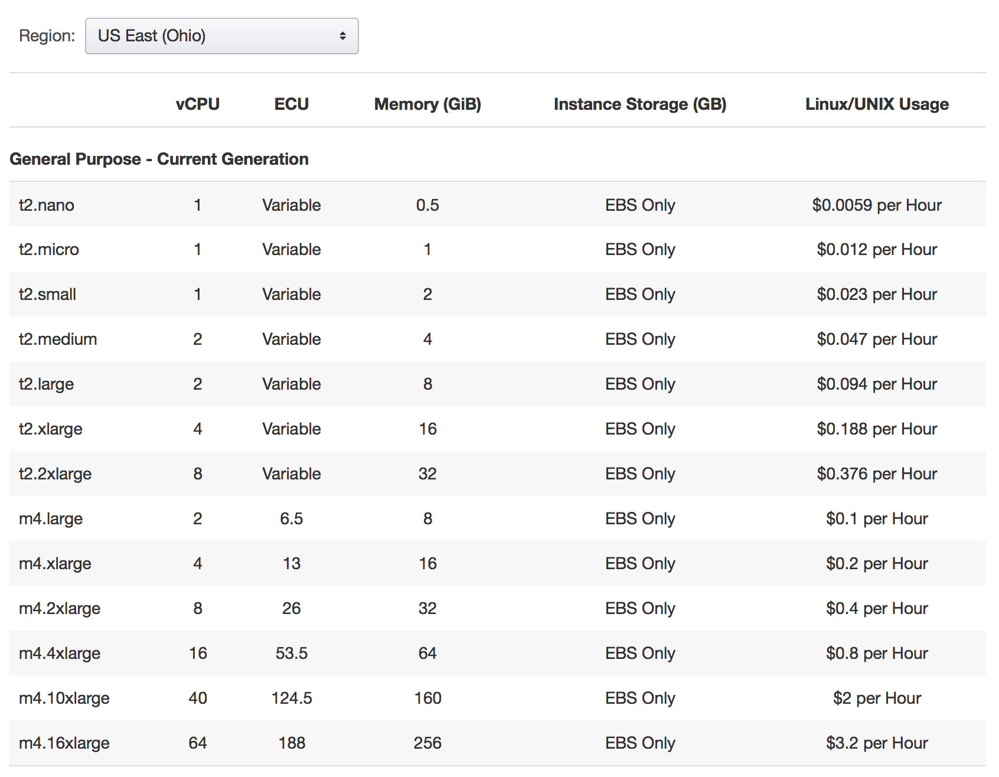 Region: US East (Ohio)
vCPU ECU Memory (GiB) Instance Storage (GB) Linux/UNIX Usage
General Purpose - Current Generation
t2.nano 1 Variable 0.5 EBS Only $0.0059 per Hour
t2.micro 1 Variable 1 EBS Only $0.012 per Hour
t2.small 1 Variable 2 EBS Only $0.023 per Hour
t2.medium 2 Variable 4 EBS Only $0.047 per Hour
t2.large 2 Variable 8 EBS Only $0.094 per Hour
t2.xlarge 4 Variable 16 EBS Only $0.188 per Hour
t2.2xlarge 8 Variable 32 EBS Only $0.376 per Hour
m4.large 2 6.5 8 EBS Only $0.1 per Hour
m4.xlarge 4 13 16 EBS Only $0.2 per Hour
m4.2xlarge 8 26 32 EBS Only $0.4 per Hour
m4.4xlarge 16 53.5 64 EBS Only $0.8 per Hour
m4.10xlarge 40 124.5 160 EBS Only $2 per Hour
m4.16xlarge 64 188 256 EBS Only $3.2 per Hour